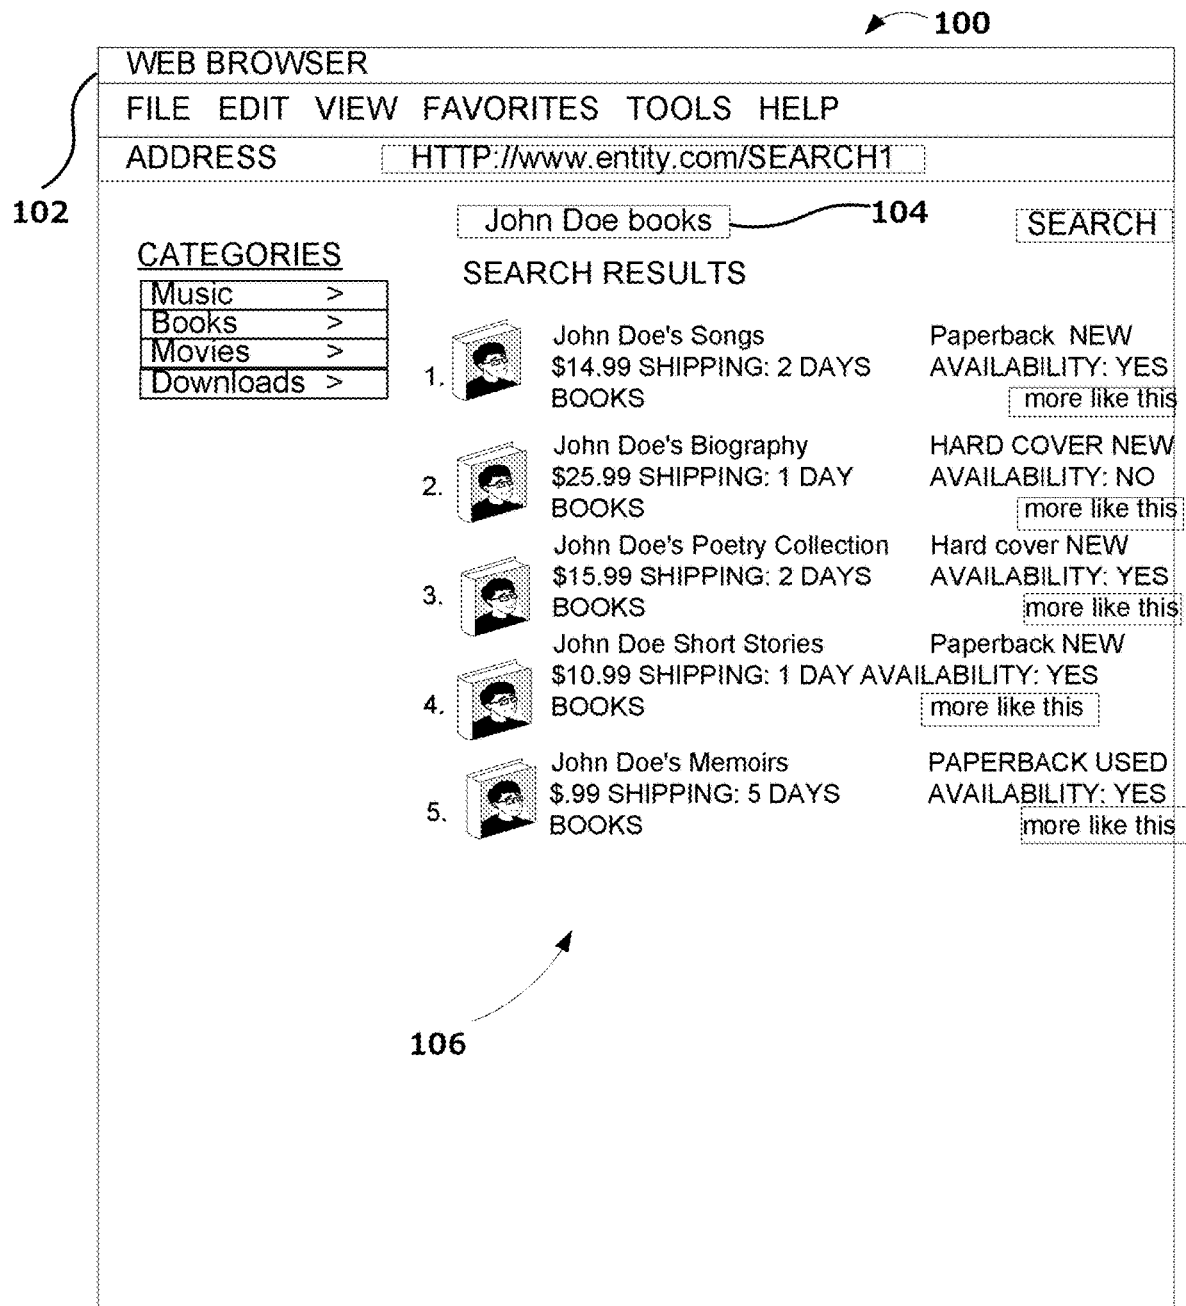 100
WEB BROWSER
FILE EDIT VIEW FAVORITES TOOLS HELP
ADDRESS HTTP://www.entity.com/SEARCH1
102
John Doe books 104 SEARCH
CATEGORIES
Music >
Books >
Movies >
Downloads >
SEARCH RESULTS
1. John Doe's Songs Paperback NEW
$14.99 SHIPPING: 2 DAYS AVAILABILITY: YES
BOOKS more like this
2. John Doe's Biography HARD COVER NEW
$25.99 SHIPPING: 1 DAY AVAILABILITY: NO
BOOKS more like this
3. John Doe's Poetry Collection Hard cover NEW
$15.99 SHIPPING: 2 DAYS AVAILABILITY: YES
BOOKS more like this
4. John Doe Short Stories Paperback NEW
$10.99 SHIPPING: 1 DAY AVAILABILITY: YES
BOOKS more like this
5. John Doe's Memoirs PAPERBACK USED
$.99 SHIPPING: 5 DAYS AVAILABILITY: YES
BOOKS more like this
106